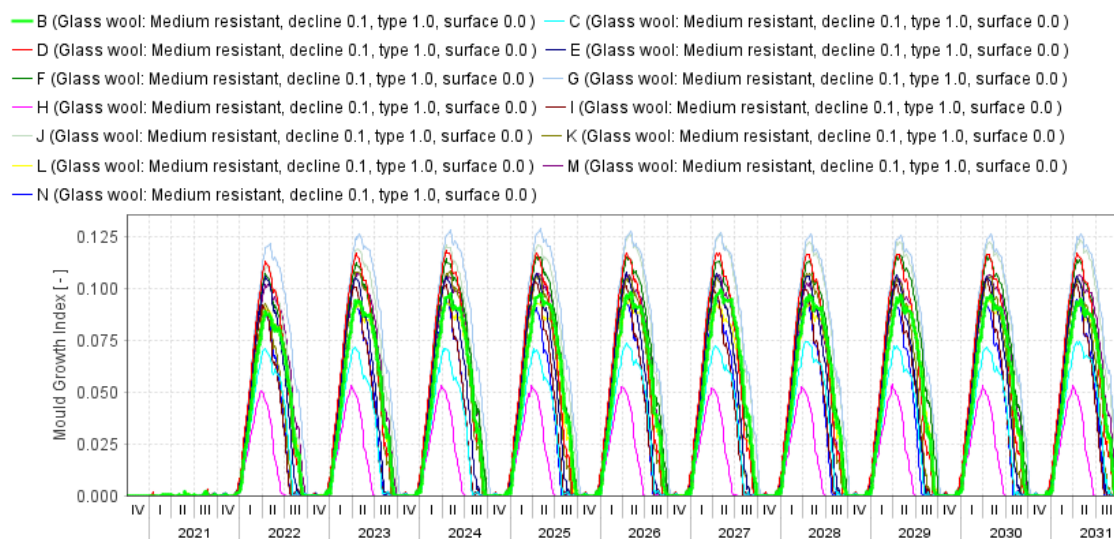 B (Glass wool: Medium resistant, decline 0.1, type 1.0, surface 0.0 ) C (Glass wool: Medium resistant, decline 0.1, type 1.0, surface 0.0 )
D (Glass wool: Medium resistant, decline 0.1, type 1.0, surface 0.0 ) E (Glass wool: Medium resistant, decline 0.1, type 1.0, surface 0.0 )
F (Glass wool: Medium resistant, decline 0.1, type 1.0, surface 0.0 ) G (Glass wool: Medium resistant, decline 0.1, type 1.0, surface 0.0 )
H (Glass wool: Medium resistant, decline 0.1, type 1.0, surface 0.0 ) I (Glass wool: Medium resistant, decline 0.1, type 1.0, surface 0.0 )
J (Glass wool: Medium resistant, decline 0.1, type 1.0, surface 0.0 ) K (Glass wool: Medium resistant, decline 0.1, type 1.0, surface 0.0 )
L (Glass wool: Medium resistant, decline 0.1, type 1.0, surface 0.0 ) M (Glass wool: Medium resistant, decline 0.1, type 1.0, surface 0.0 )
N (Glass wool: Medium resistant, decline 0.1, type 1.0, surface 0.0 )
Mould Growth Index [ - ]
0.125
0.100
0.075
0.050
0.025
0.000
IV I II III IV I II III IV I II III IV I II III IV I II III IV I II III IV I II III IV I II III IV I II III IV I II III IV I II III
2021 2022 2023 2024 2025 2026 2027 2028 2029 2030 2031